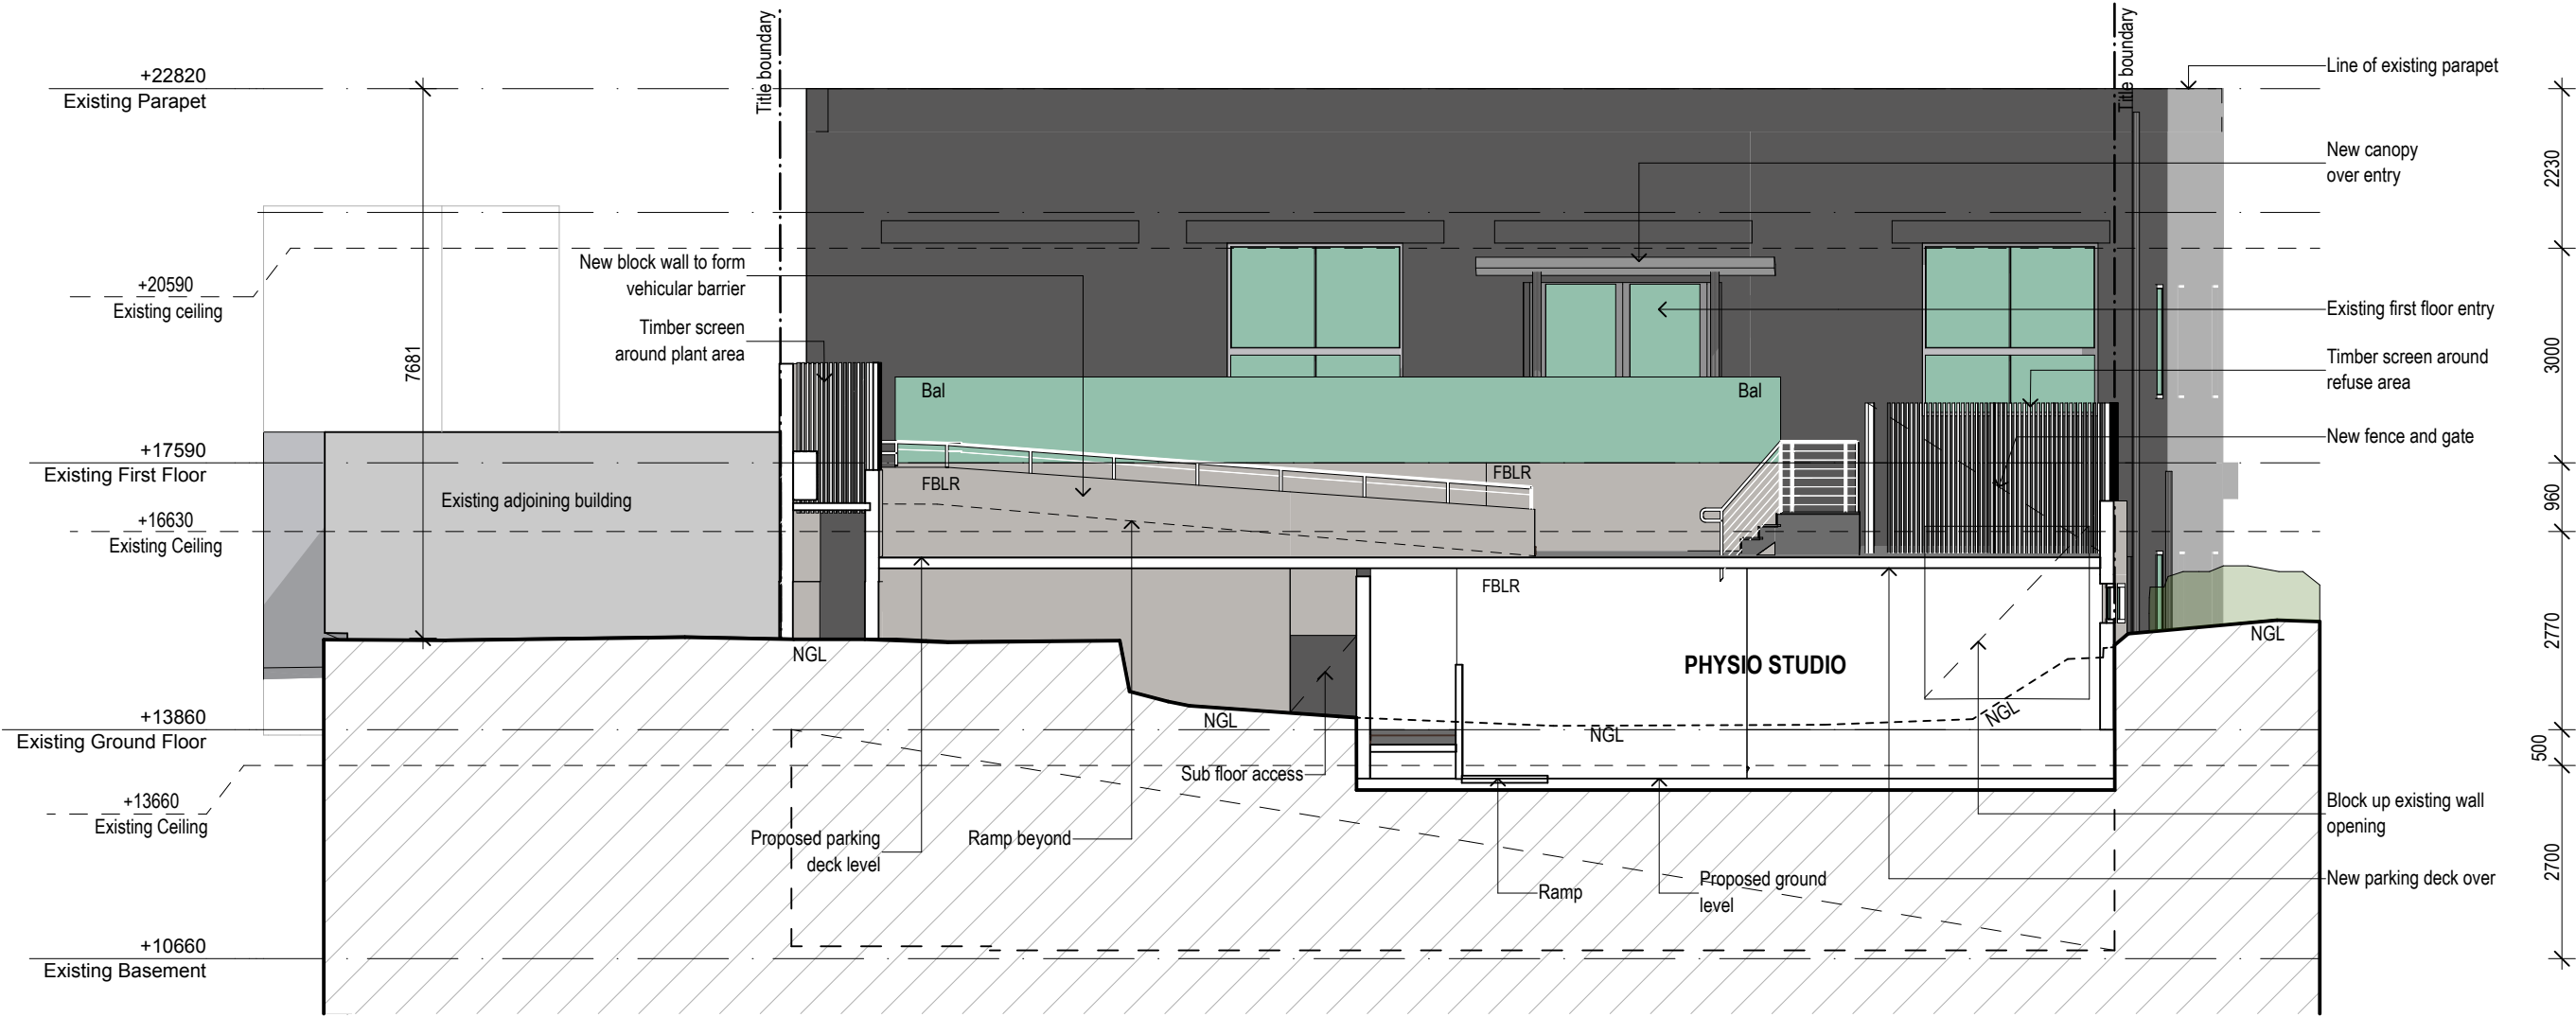 Title boundary
Title boundary
+22820
Existing Parapet
Line of existing parapet
New canopy
over entry
2230
+20590
Existing ceiling
New block wall to form
vehicular barrier
Timber screen
around plant area
7681
Existing first floor entry
Timber screen around
refuse area
3000
Bal
Bal
New fence and gate
+17590
Existing First Floor
Existing adjoining building
FBLR
FBLR
960
+16630
Existing Ceiling
FBLR
NGL
NGL
PHYSIO STUDIO
2770
+13860
Existing Ground Floor
NGL
NGL
NGL
500
Sub floor access
+13660
Existing Ceiling
Proposed parking
deck level
Ramp beyond
Ramp
Proposed ground
level
Block up existing wall
opening
New parking deck over
2700
+10660
Existing Basement